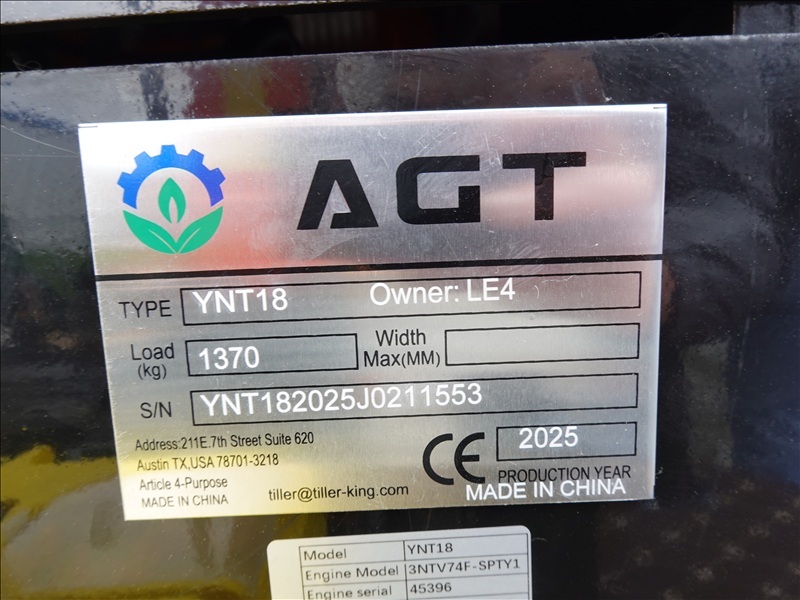 AGT
TYPE YNT18 Owner: LE4
Load (kg) 1370 Width Max(MM)
S/N YNT182025J0211553
Address:211E.7th Street Suite 620
Austin TX,USA 78701-3218
Article 4-Purpose
MADE IN CHINA
tiller@tiller-king.com
CE 2025
PRODUCTION YEAR
MADE IN CHINA
Model YNT18
Engine Model 3NTV74F-SPTY1
Engine serial 45396